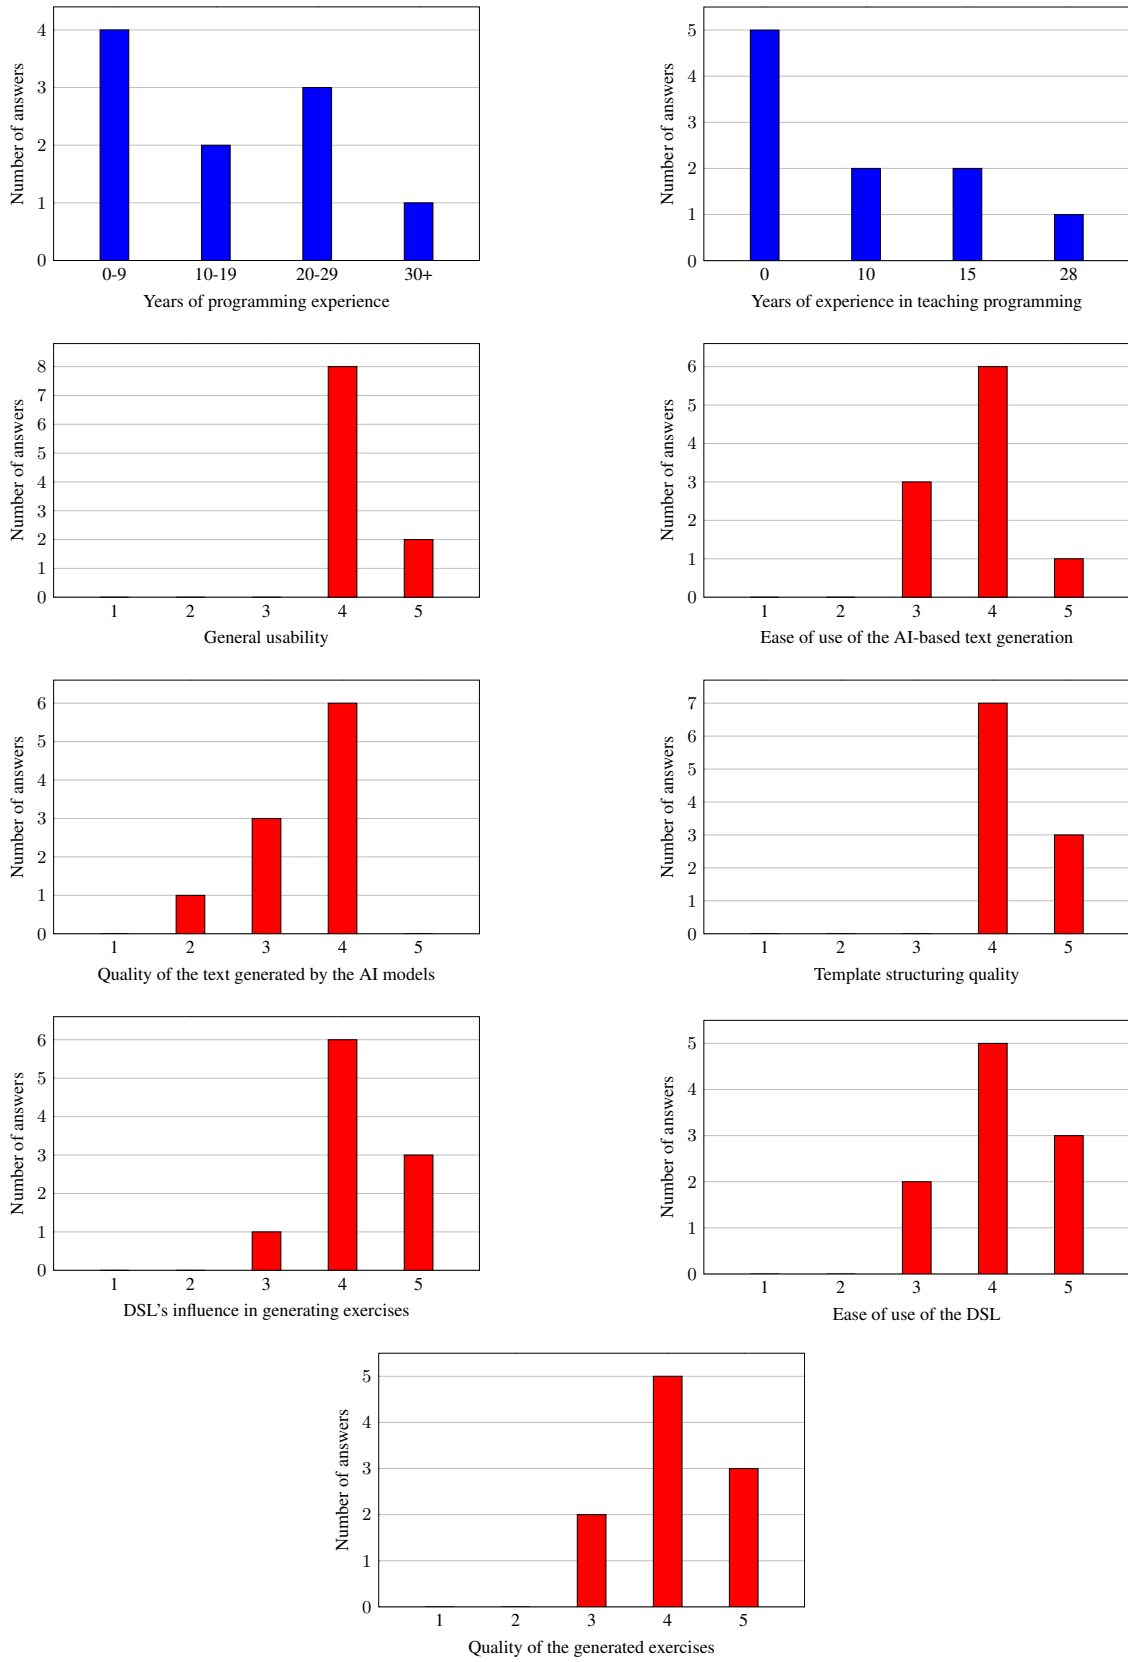 Number of answers
4
3
2
1
0
0-9 10-19 20-29 30+
Years of programming experience
Number of answers
5
4
3
2
1
0
0 10 15 28
Years of experience in teaching programming
Number of answers
8
7
6
5
4
3
2
1
0
1 2 3 4 5
General usability
Number of answers
6
5
4
3
2
1
0
1 2 3 4 5
Ease of use of the AI-based text generation
Number of answers
6
5
4
3
2
1
0
1 2 3 4 5
Quality of the text generated by the AI models
Number of answers
7
6
5
4
3
2
1
0
1 2 3 4 5
Template structuring quality
Number of answers
6
5
4
3
2
1
0
1 2 3 4 5
DSL's influence in generating exercises
Number of answers
5
4
3
2
1
0
1 2 3 4 5
Ease of use of the DSL
Number of answers
5
4
3
2
1
0
1 2 3 4 5
Quality of the generated exercises